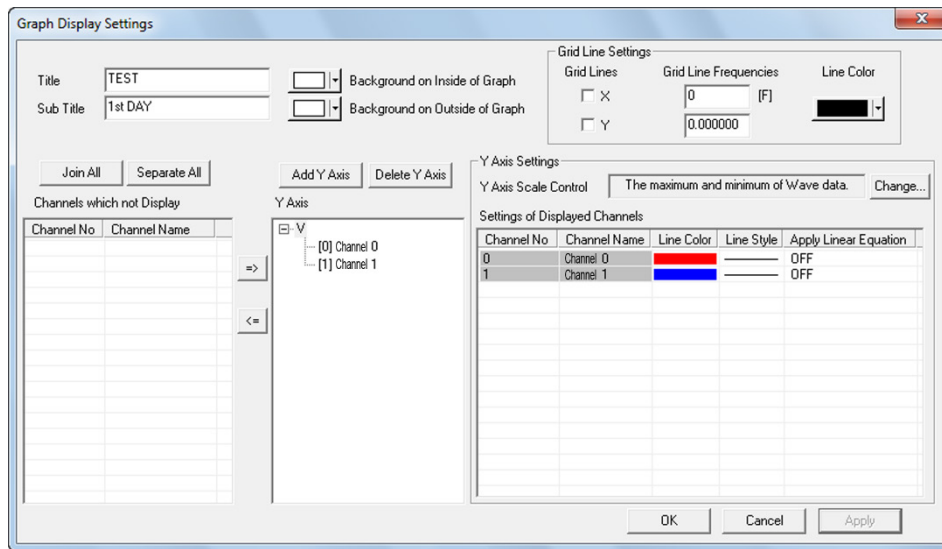 Graph Display Settings
Title TEST
Sub Title 1st DAY
Background on Inside of Graph
Background on Outside of Graph
Grid Line Settings
Grid Lines Grid Line Frequencies Line Color
X 0 [F]
Y 0.000000
Join All Separate All
Channels which not Display
Channel No Channel Name
=>
<=
Add Y Axis Delete Y Axis
Y Axis
V
[0] Channel 0
[1] Channel 1
Y Axis Settings
Y Axis Scale Control The maximum and minimum of Wave data. Change...
Settings of Displayed Channels
Channel No Channel Name Line Color Line Style Apply Linear Equation
0 Channel 0 OFF
1 Channel 1 OFF
OK Cancel Apply